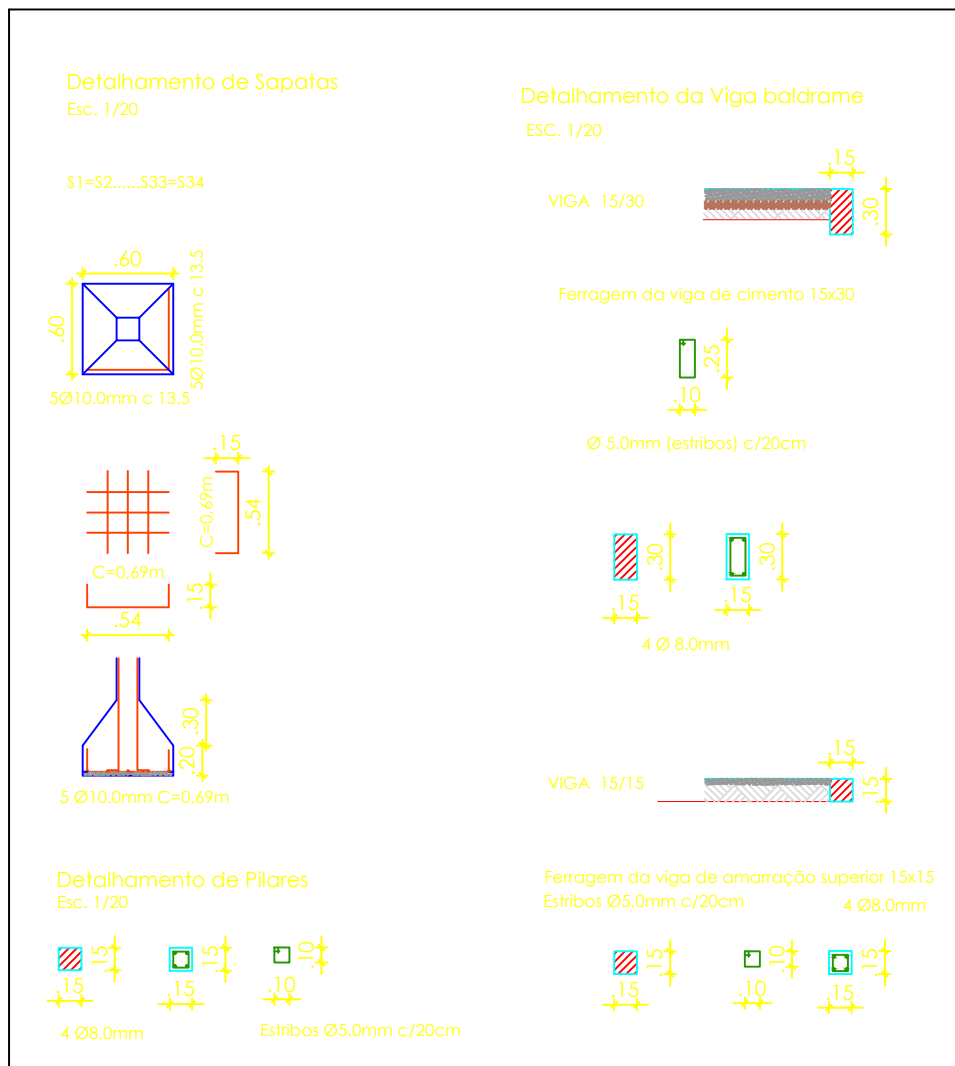 Detalhamento de Sapatas
Esc. 1/20
S1=S2......S33=S34
.60
.60
5Ø10.0mm c 13.5
5Ø10.0mm c 13.5
.15
C=0.69m
.54
C=0,69m
.15
.54
.30
.20
5 Ø10.0mm C=0.69m
Detalhamento de Pilares
Esc. 1/20
.15
.15
.10
.15
.15
.10
4 Ø8.0mm
Estribos Ø5.0mm c/20cm
Detalhamento da Viga baldrame
ESC. 1/20
.15
VIGA 15/30
.30
Ferragem da viga de cimento 15x30
.25
.10
Ø 5.0mm (estribos) c/20cm
.30
.30
.15
.15
4 Ø 8.0mm
.15
VIGA 15/15
.15
Ferragem da viga de amarração superior 15x15
Estribos Ø5.0mm c/20cm
4 Ø8.0mm
.15
.10
.15
.15
.10
.15